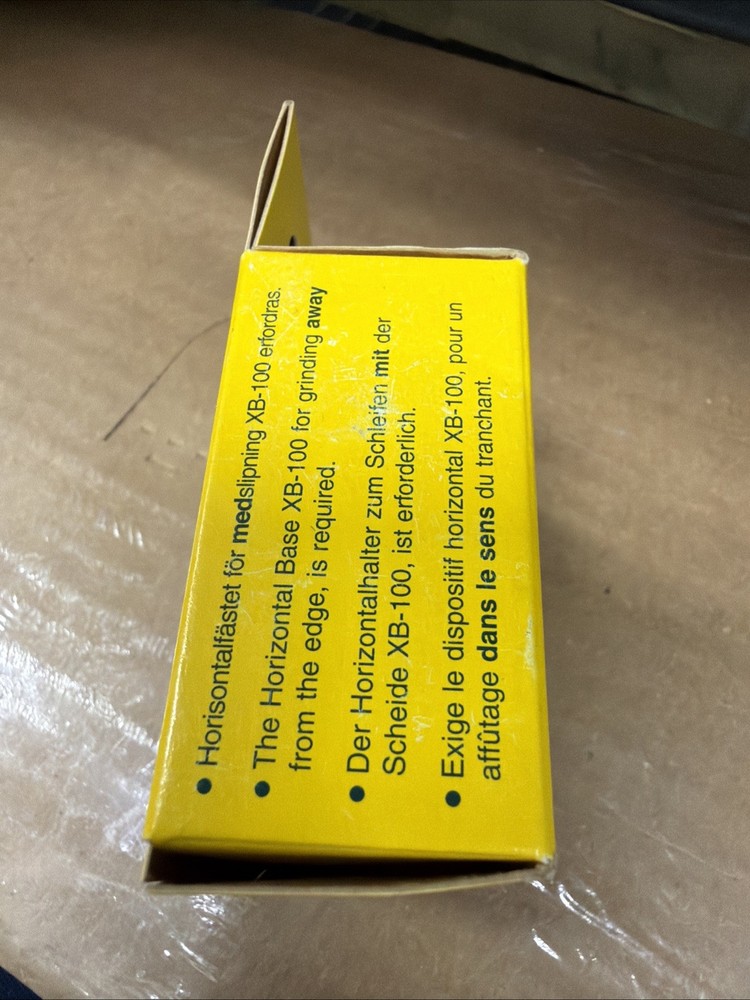 • Horisontalfästet för medslipning XB-100 erfordras.
• The Horizontal Base XB-100 for grinding away
from the edge, is required.
• Der Horizontalhalter zum Schleifen mit der
Scheide XB-100, ist erforderlich.
• Exige le dispositif horizontal XB-100, pour un
affûtage dans le sens du tranchant.